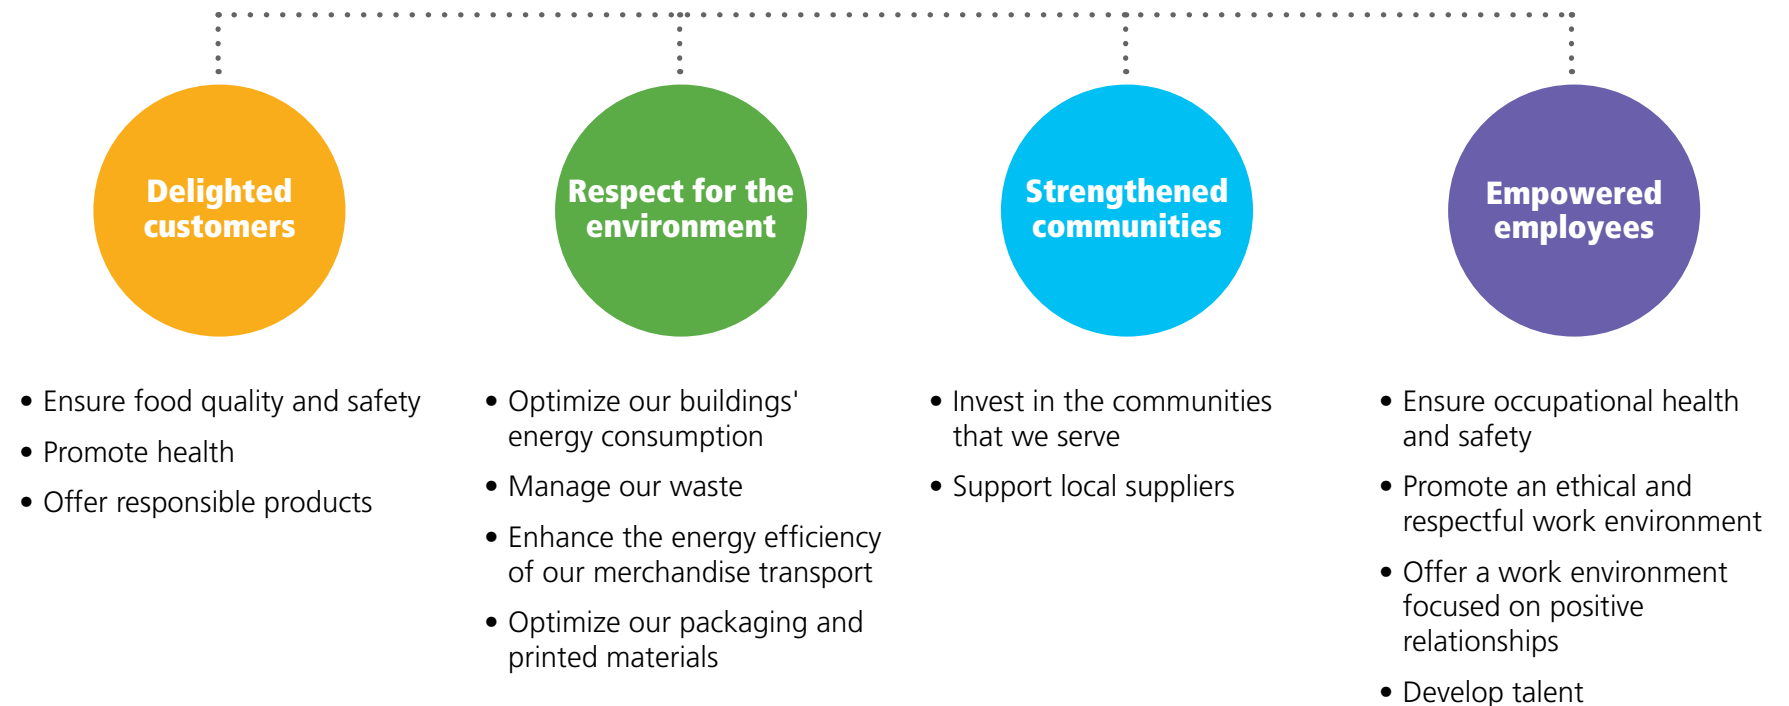 Delighted
customers
• Ensure food quality and safety
• Promote health
• Offer responsible products
Respect for the
environment
• Optimize our buildings'
energy consumption
• Manage our waste
• Enhance the energy efficiency
of our merchandise transport
• Optimize our packaging and
printed materials
Strengthened
communities
• Invest in the communities
that we serve
• Support local suppliers
Empowered
employees
• Ensure occupational health
and safety
• Promote an ethical and
respectful work environment
• Offer a work environment
focused on positive
relationships
• Develop talent